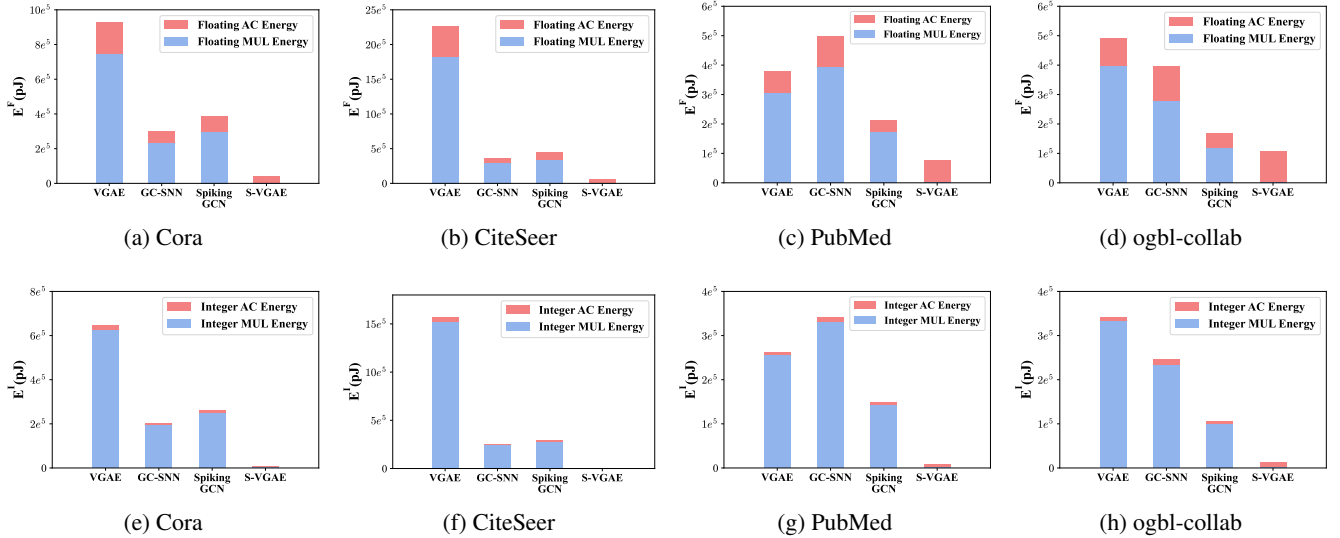 10e⁵
8e⁵
6e⁵
4e⁵
2e⁵
0
E^F(pJ)
Floating AC Energy
Floating MUL Energy
VGAE GC-SNN Spiking GCN S-VGAE
(a) Cora
25e⁵
20e⁵
15e⁵
10e⁵
5e⁵
0
E^F(pJ)
Floating AC Energy
Floating MUL Energy
VGAE GC-SNN Spiking GCN S-VGAE
(b) CiteSeer
6e⁵
5e⁵
4e⁵
3e⁵
2e⁵
1e⁵
0
E^F(pJ)
Floating AC Energy
Floating MUL Energy
VGAE GC-SNN Spiking GCN S-VGAE
(c) PubMed
6e⁵
5e⁵
4e⁵
3e⁵
2e⁵
1e⁵
0
E^F(pJ)
Floating AC Energy
Floating MUL Energy
VGAE GC-SNN Spiking GCN S-VGAE
(d) ogbl-collab
8e⁵
6e⁵
4e⁵
2e⁵
0
E^I(pJ)
Integer AC Energy
Integer MUL Energy
VGAE GC-SNN Spiking GCN S-VGAE
(e) Cora
15e⁵
10e⁵
5e⁵
0
E^I(pJ)
Integer AC Energy
Integer MUL Energy
VGAE GC-SNN Spiking GCN S-VGAE
(f) CiteSeer
4e⁵
3e⁵
2e⁵
1e⁵
0
E^I(pJ)
Integer AC Energy
Integer MUL Energy
VGAE GC-SNN Spiking GCN S-VGAE
(g) PubMed
4e⁵
3e⁵
2e⁵
1e⁵
0
E^I(pJ)
Integer AC Energy
Integer MUL Energy
VGAE GC-SNN Spiking GCN S-VGAE
(h) ogbl-collab